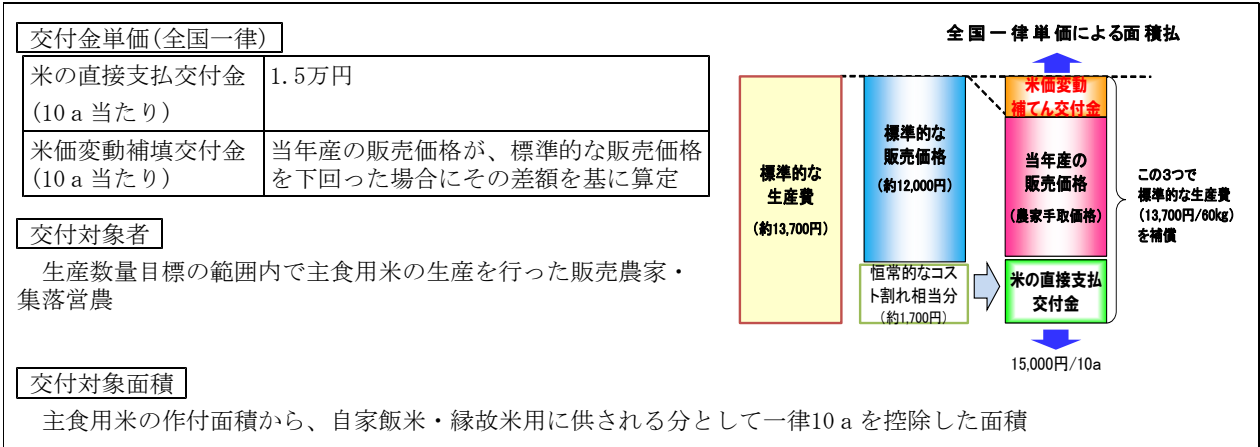 交付金単価(全国一律)
米の直接支払交付金 1.5万円
(10a当たり)
米価変動補填交付金 当年産の販売価格が、標準的な販売価格
(10a当たり) を下回った場合にその差額を基に算定
交付対象者
生産数量目標の範囲内で主食用米の生産を行った販売農家・
集落営農
交付対象面積
主食用米の作付面積から、自家飯米・縁故米用に供される分として一律10aを控除した面積
全国一律単価による面積払
標準的な
生産費
(約13,700円)
標準的な
販売価格
(約12,000円)
恒常的なコス
ト割れ相当分
(約1,700円)
米価変動
補てん交付金
当年産の
販売価格
(農家手取価格)
米の直接支払
交付金
15,000円/10a
この3つで
標準的な生産費
(13,700円/60kg)
を補償